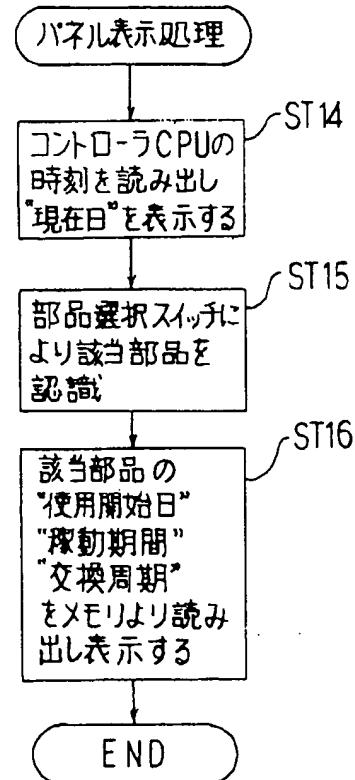 パネル表示処理
ST14
コントローラCPUの
時刻を読み出し
"現在日"を表示する
ST15
部品選択スイッチに
より該当部品を
認識
ST16
該当部品の
"使用開始日"
"稼動期間"
"交換周期"
をメモリより読み
出し表示する
END